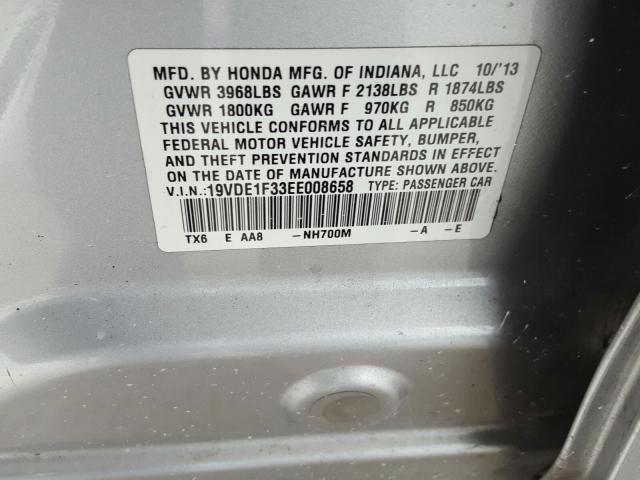 MFD. BY HONDA MFG. OF INDIANA, LLC 10/'13
GVWR 3968LBS GAWR F 2138LBS R 1874LBS
GVWR 1800KG GAWR F 970KG R 850KG
THIS VEHICLE CONFORMS TO ALL APPLICABLE
FEDERAL MOTOR VEHICLE SAFETY, BUMPER,
AND THEFT PREVENTION STANDARDS IN EFFECT
ON THE DATE OF MANUFACTURE SHOWN ABOVE.
V.I.N.:19VDE1F33EE008658 TYPE: PASSENGER CAR
TX6 E AA8 -NH700M -A -E